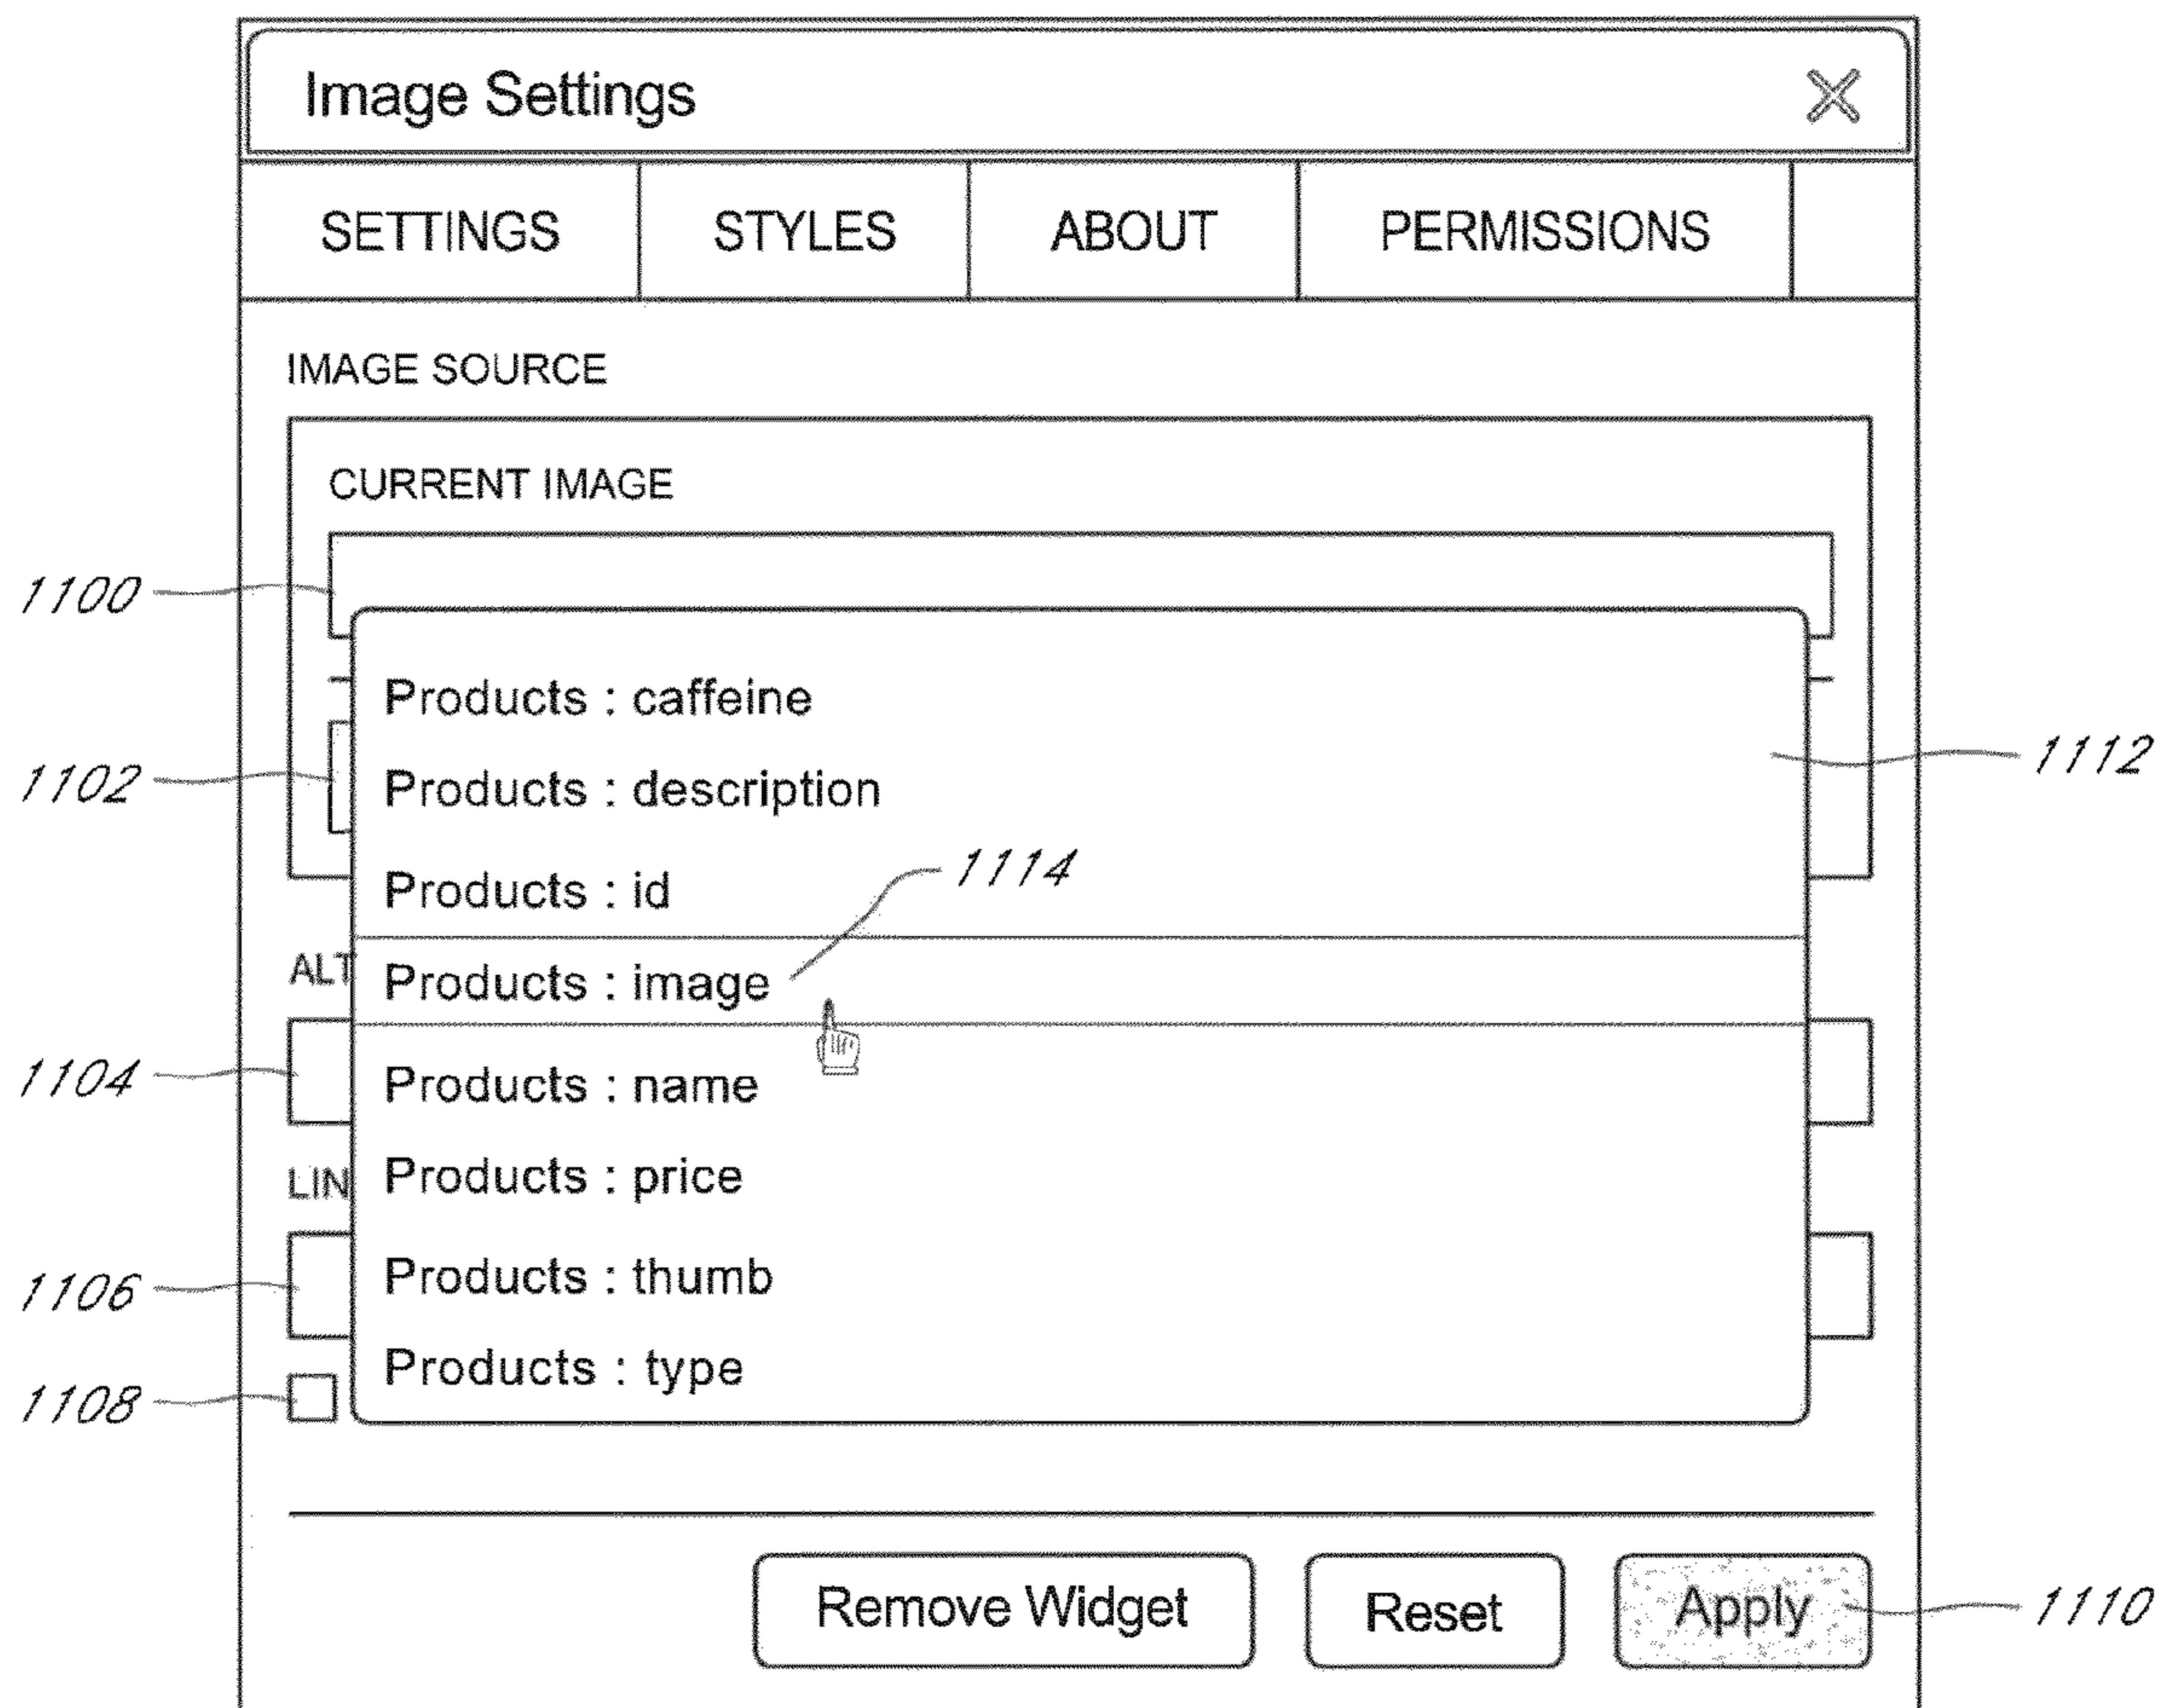 Image Settings
SETTINGS STYLES ABOUT PERMISSIONS
IMAGE SOURCE
CURRENT IMAGE
1100
Products : caffeine
1112
1102
Products : description
1114
Products : id
ALT
Products : image
1104
Products : name
LIN
Products : price
1106
Products : thumb
Products : type
1108
Remove Widget Reset Apply
1110